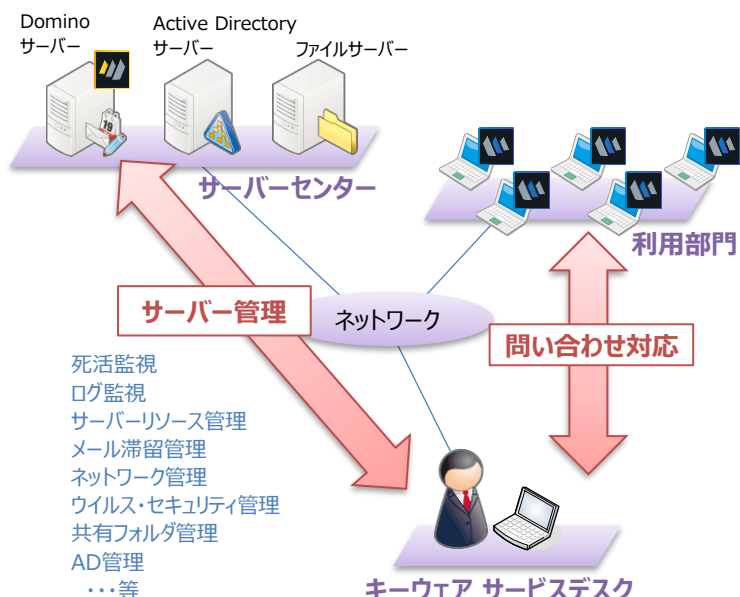 Domino
サーバー
Active Directory
サーバー
ファイルサーバー
19
サーバーセンター
利用部門
サーバー管理
ネットワーク
問い合わせ対応
死活監視
ログ監視
サーバーリソース管理
メール滞留管理
ネットワーク管理
ウイルス・セキュリティ管理
共有フォルダ管理
AD管理
・・・等
キーウェア サービスデスク